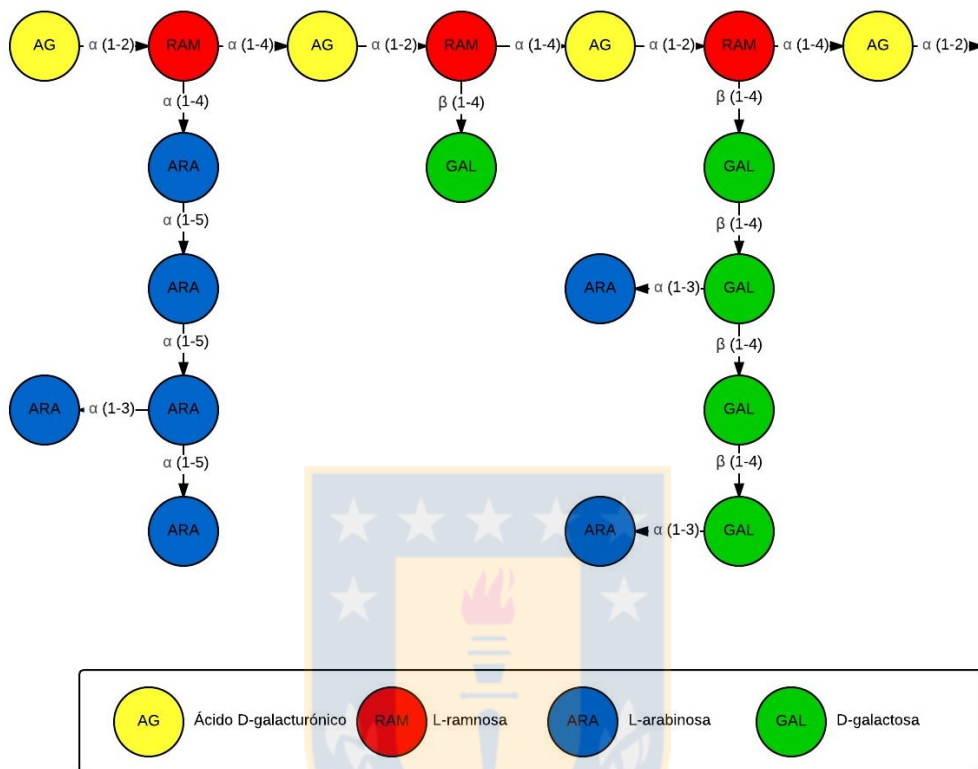 AG α (1-2) RAM α (1-4) AG α (1-2) RAM α (1-4) AG α (1-2) RAM α (1-4) AG α (1-2)
α (1-4) β (1-4) β (1-4)
ARA GAL GAL
α (1-5) β (1-4)
ARA ARA α (1-3) GAL
α (1-5) β (1-4)
ARA α (1-3) ARA GAL
α (1-5) β (1-4)
ARA ARA α (1-3) GAL
AG Ácido D-galacturónico RAM L-ramnosa ARA L-arabinosa GAL D-galactosa